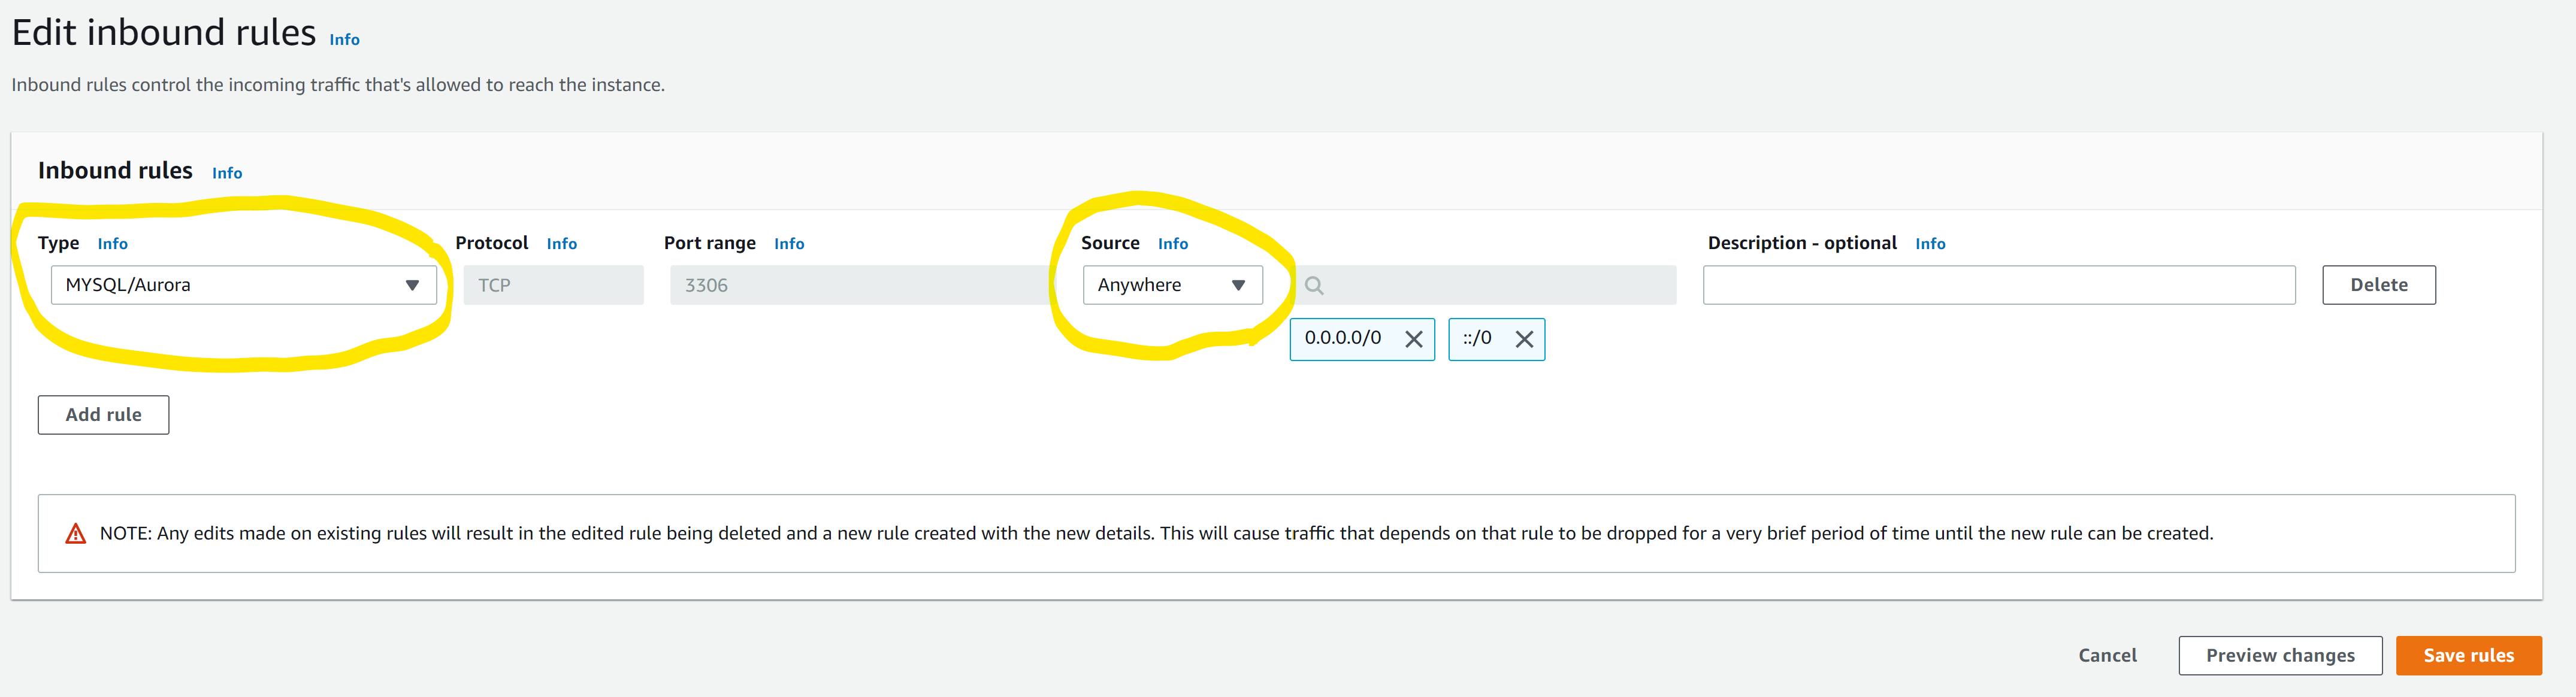 Edit inbound rules Info
Inbound rules control the incoming traffic that's allowed to reach the instance.
Inbound rules Info
Type Info Protocol Info Port range Info Source Info Description - optional Info
MYSQL/Aurora TCP 3306 Anywhere Delete
0.0.0.0/0 ::/0
Add rule
NOTE: Any edits made on existing rules will result in the edited rule being deleted and a new rule created with the new details. This will cause traffic that depends on that rule to be dropped for a very brief period of time until the new rule can be created.
Cancel Preview changes Save rules